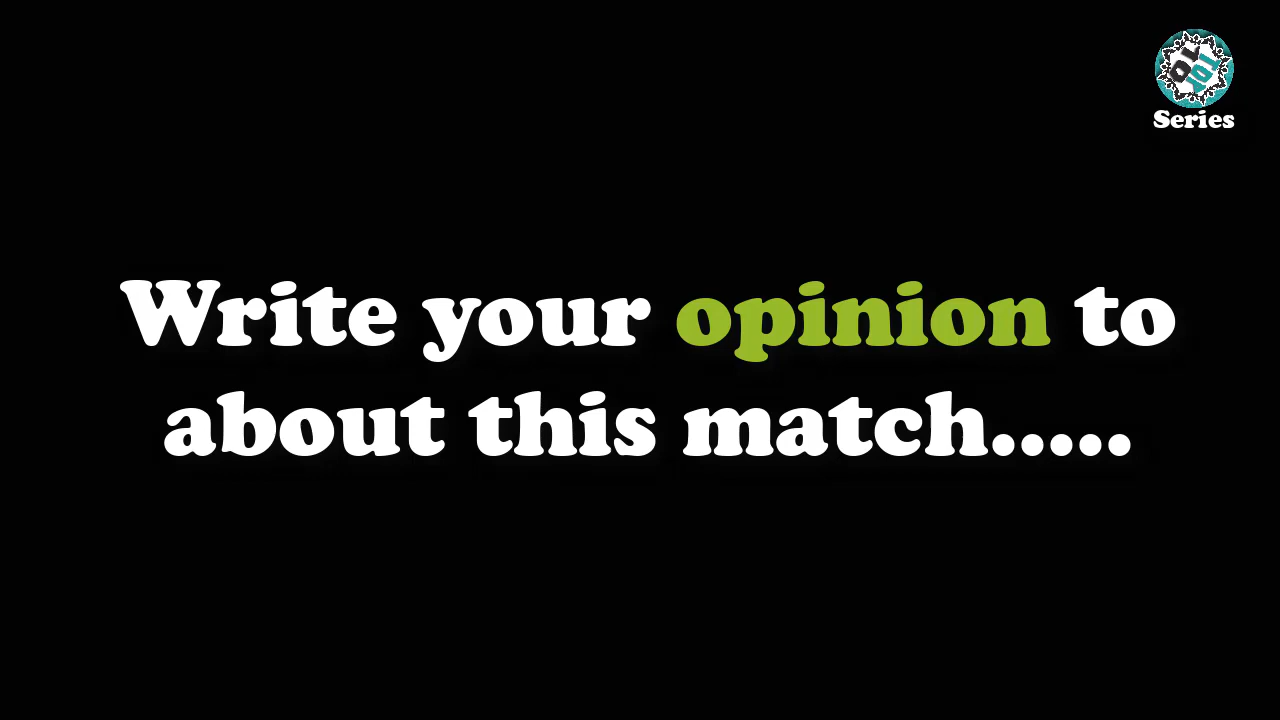 Series
Write your opinion to
about this match.....